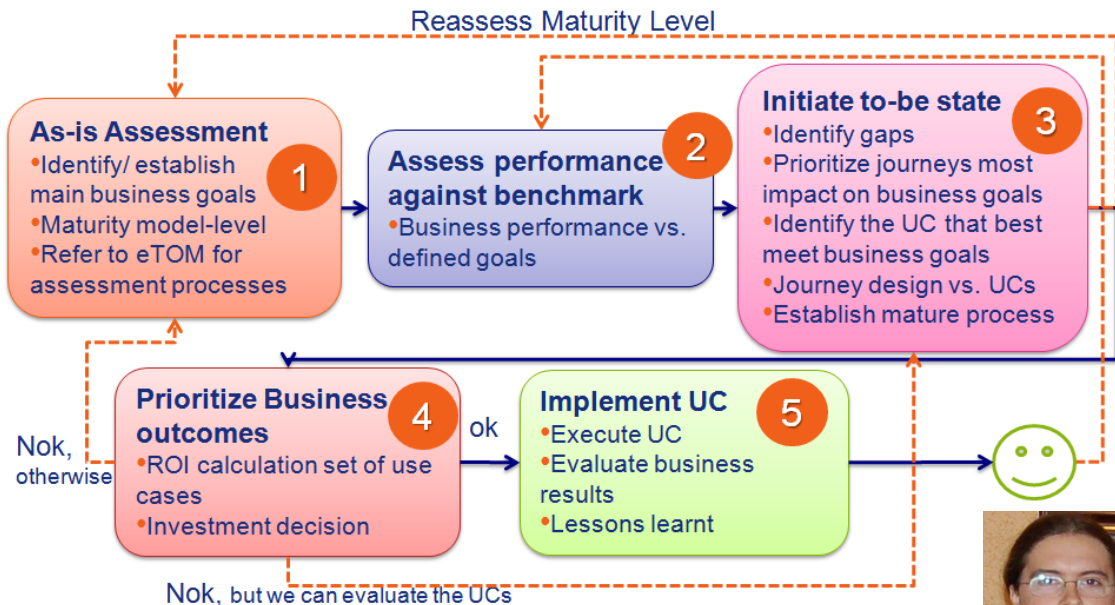 Reassess Maturity Level
As-is Assessment
•Identify/ establish
main business goals
•Maturity model-level
•Refer to eTOM for
assessment processes
1
Assess performance
against benchmark
•Business performance vs.
defined goals
2
Initiate to-be state
•Identify gaps
•Prioritize journeys most
impact on business goals
•Identify the UC that best
meet business goals
•Journey design vs. UCs
•Establish mature process
3
Prioritize Business
outcomes
•ROI calculation set of use
cases
•Investment decision
4
Nok,
otherwise
ok
Implement UC
•Execute UC
•Evaluate business
results
•Lessons learnt
5
Nok, but we can evaluate the UCs